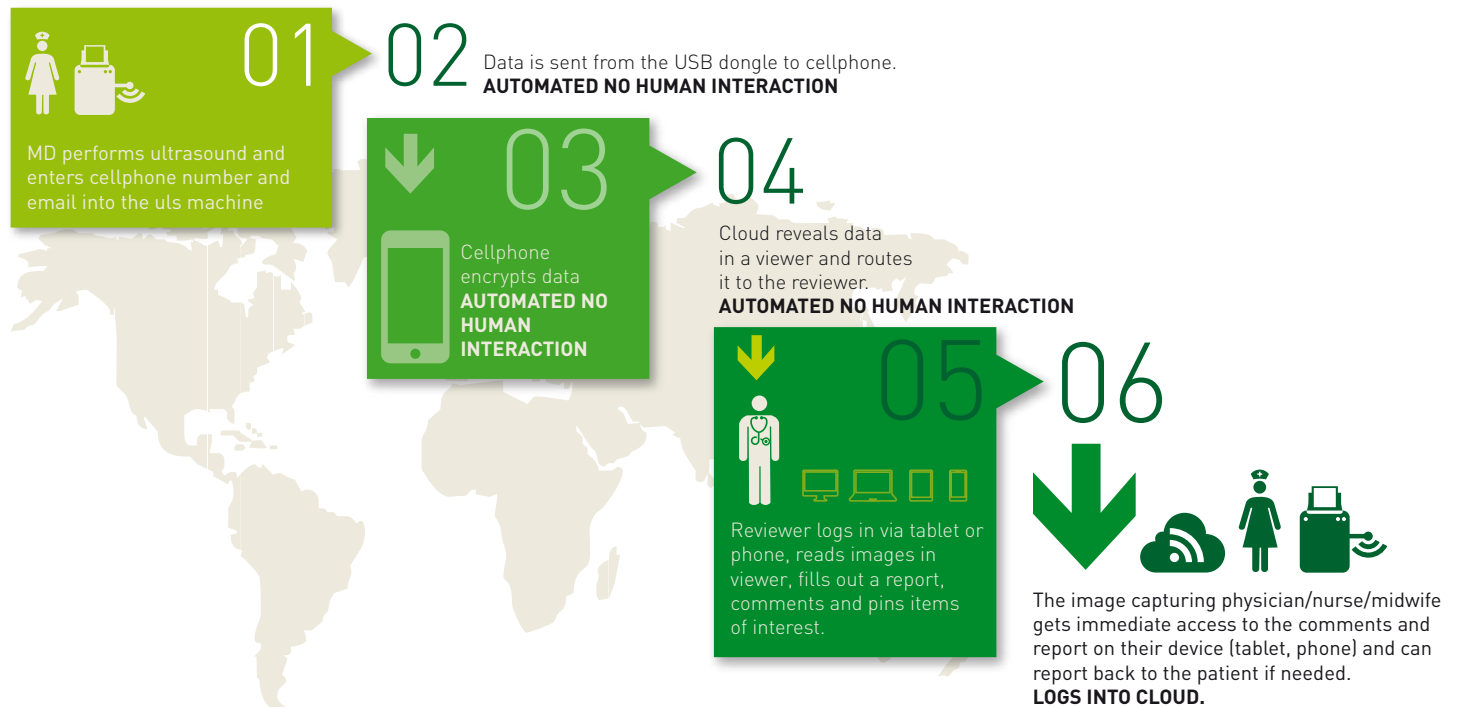 01
MD performs ultrasound and
enters cellphone number and
email into the uls machine
02
Data is sent from the USB dongle to cellphone.
AUTOMATED NO HUMAN INTERACTION
03
Cellphone
encrypts data
AUTOMATED NO
HUMAN
INTERACTION
04
Cloud reveals data
in a viewer and routes
it to the reviewer.
AUTOMATED NO HUMAN INTERACTION
05
Reviewer logs in via tablet or
phone, reads images in
viewer, fills out a report,
comments and pins items
of interest.
06
The image capturing physician/nurse/midwife
gets immediate access to the comments and
report on their device (tablet, phone) and can
report back to the patient if needed.
LOGS INTO CLOUD.